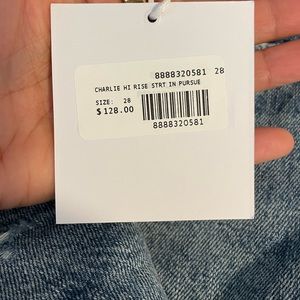 8888320581 28
CHARLIE HI RISE STRT IN PURSUE
SIZE: 28
$128.00
8888320581